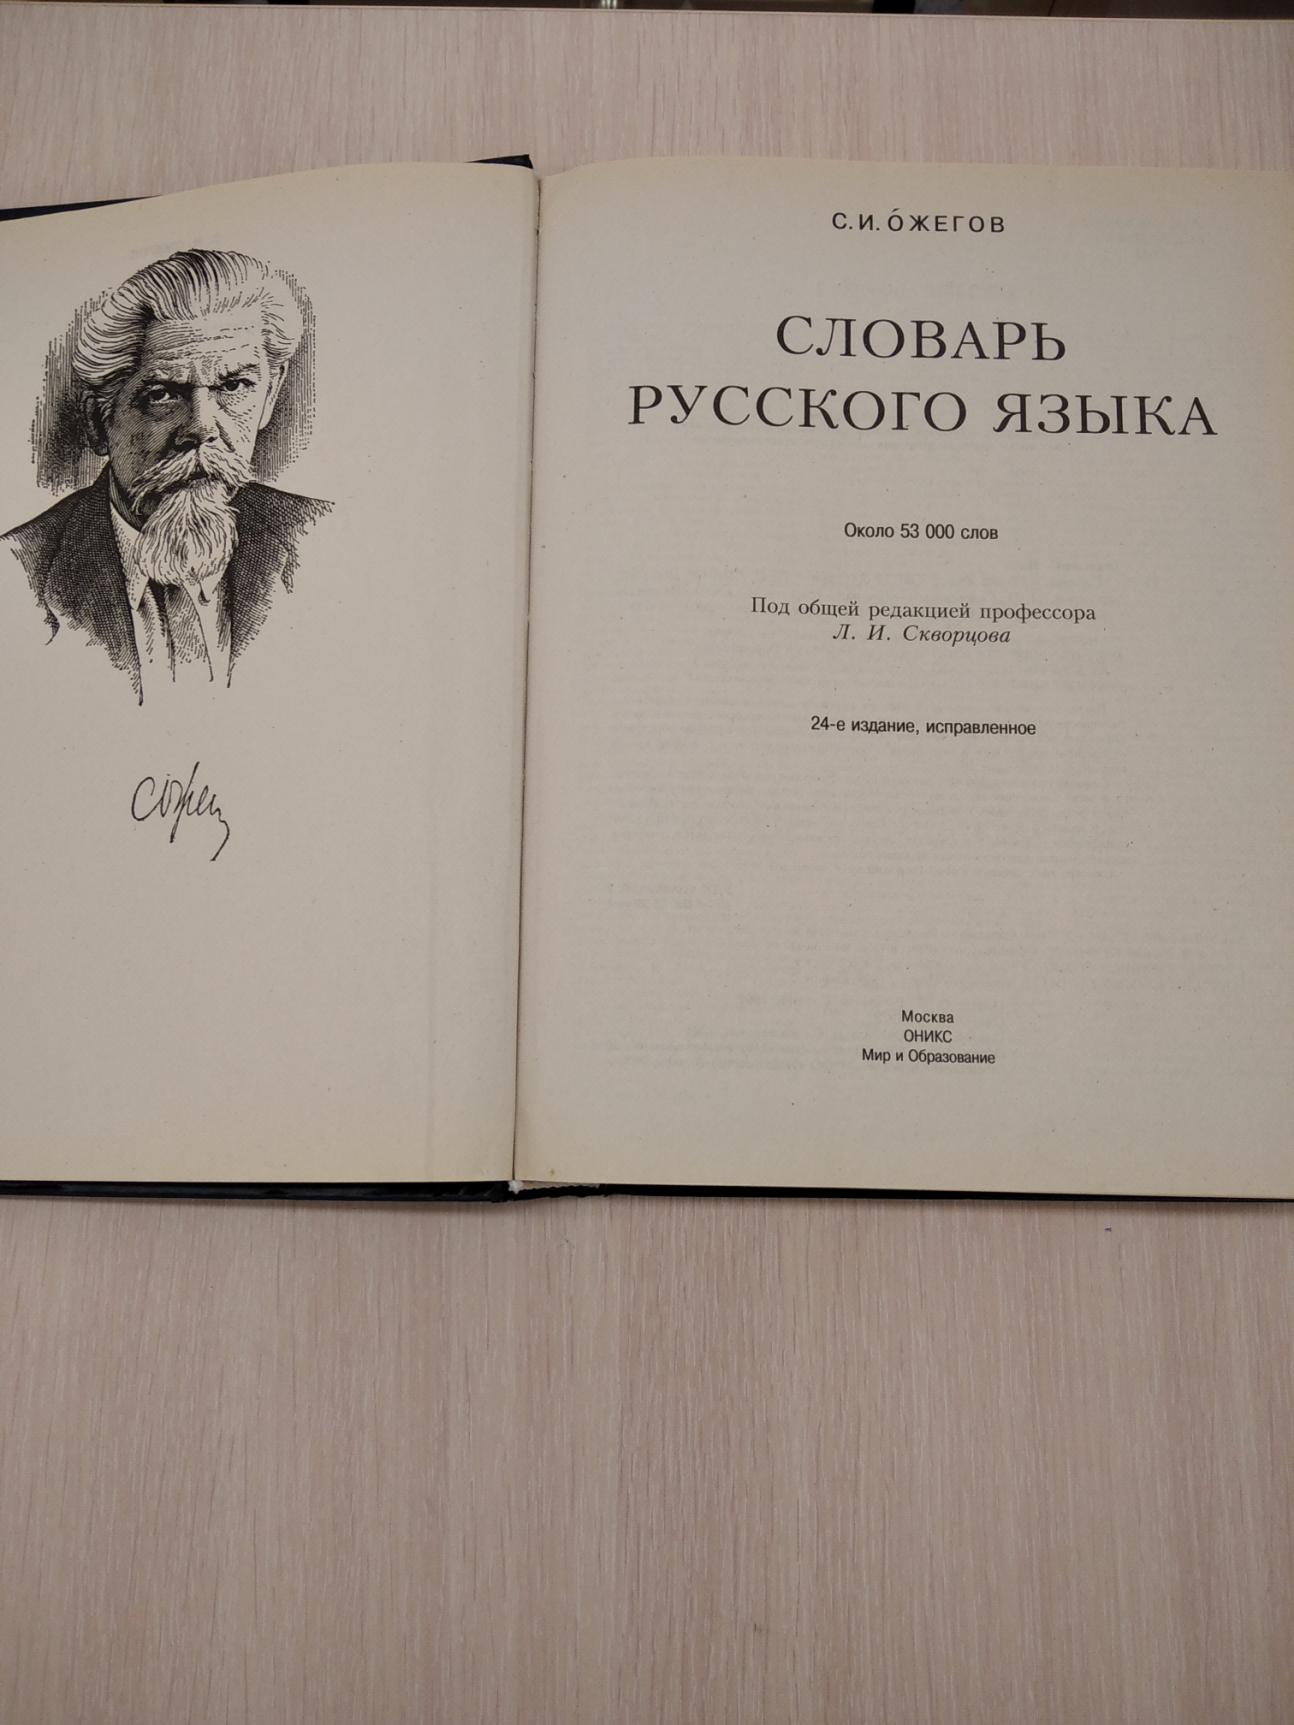 С. И. О́ЖЕГОВ
СЛОВАРЬ
РУССКОГО ЯЗЫКА
Около 53 000 слов
Под общей редакцией профессора
Л. И. Скворцова
24-е издание, исправленное
Москва
ОНИКС
Мир и Образование